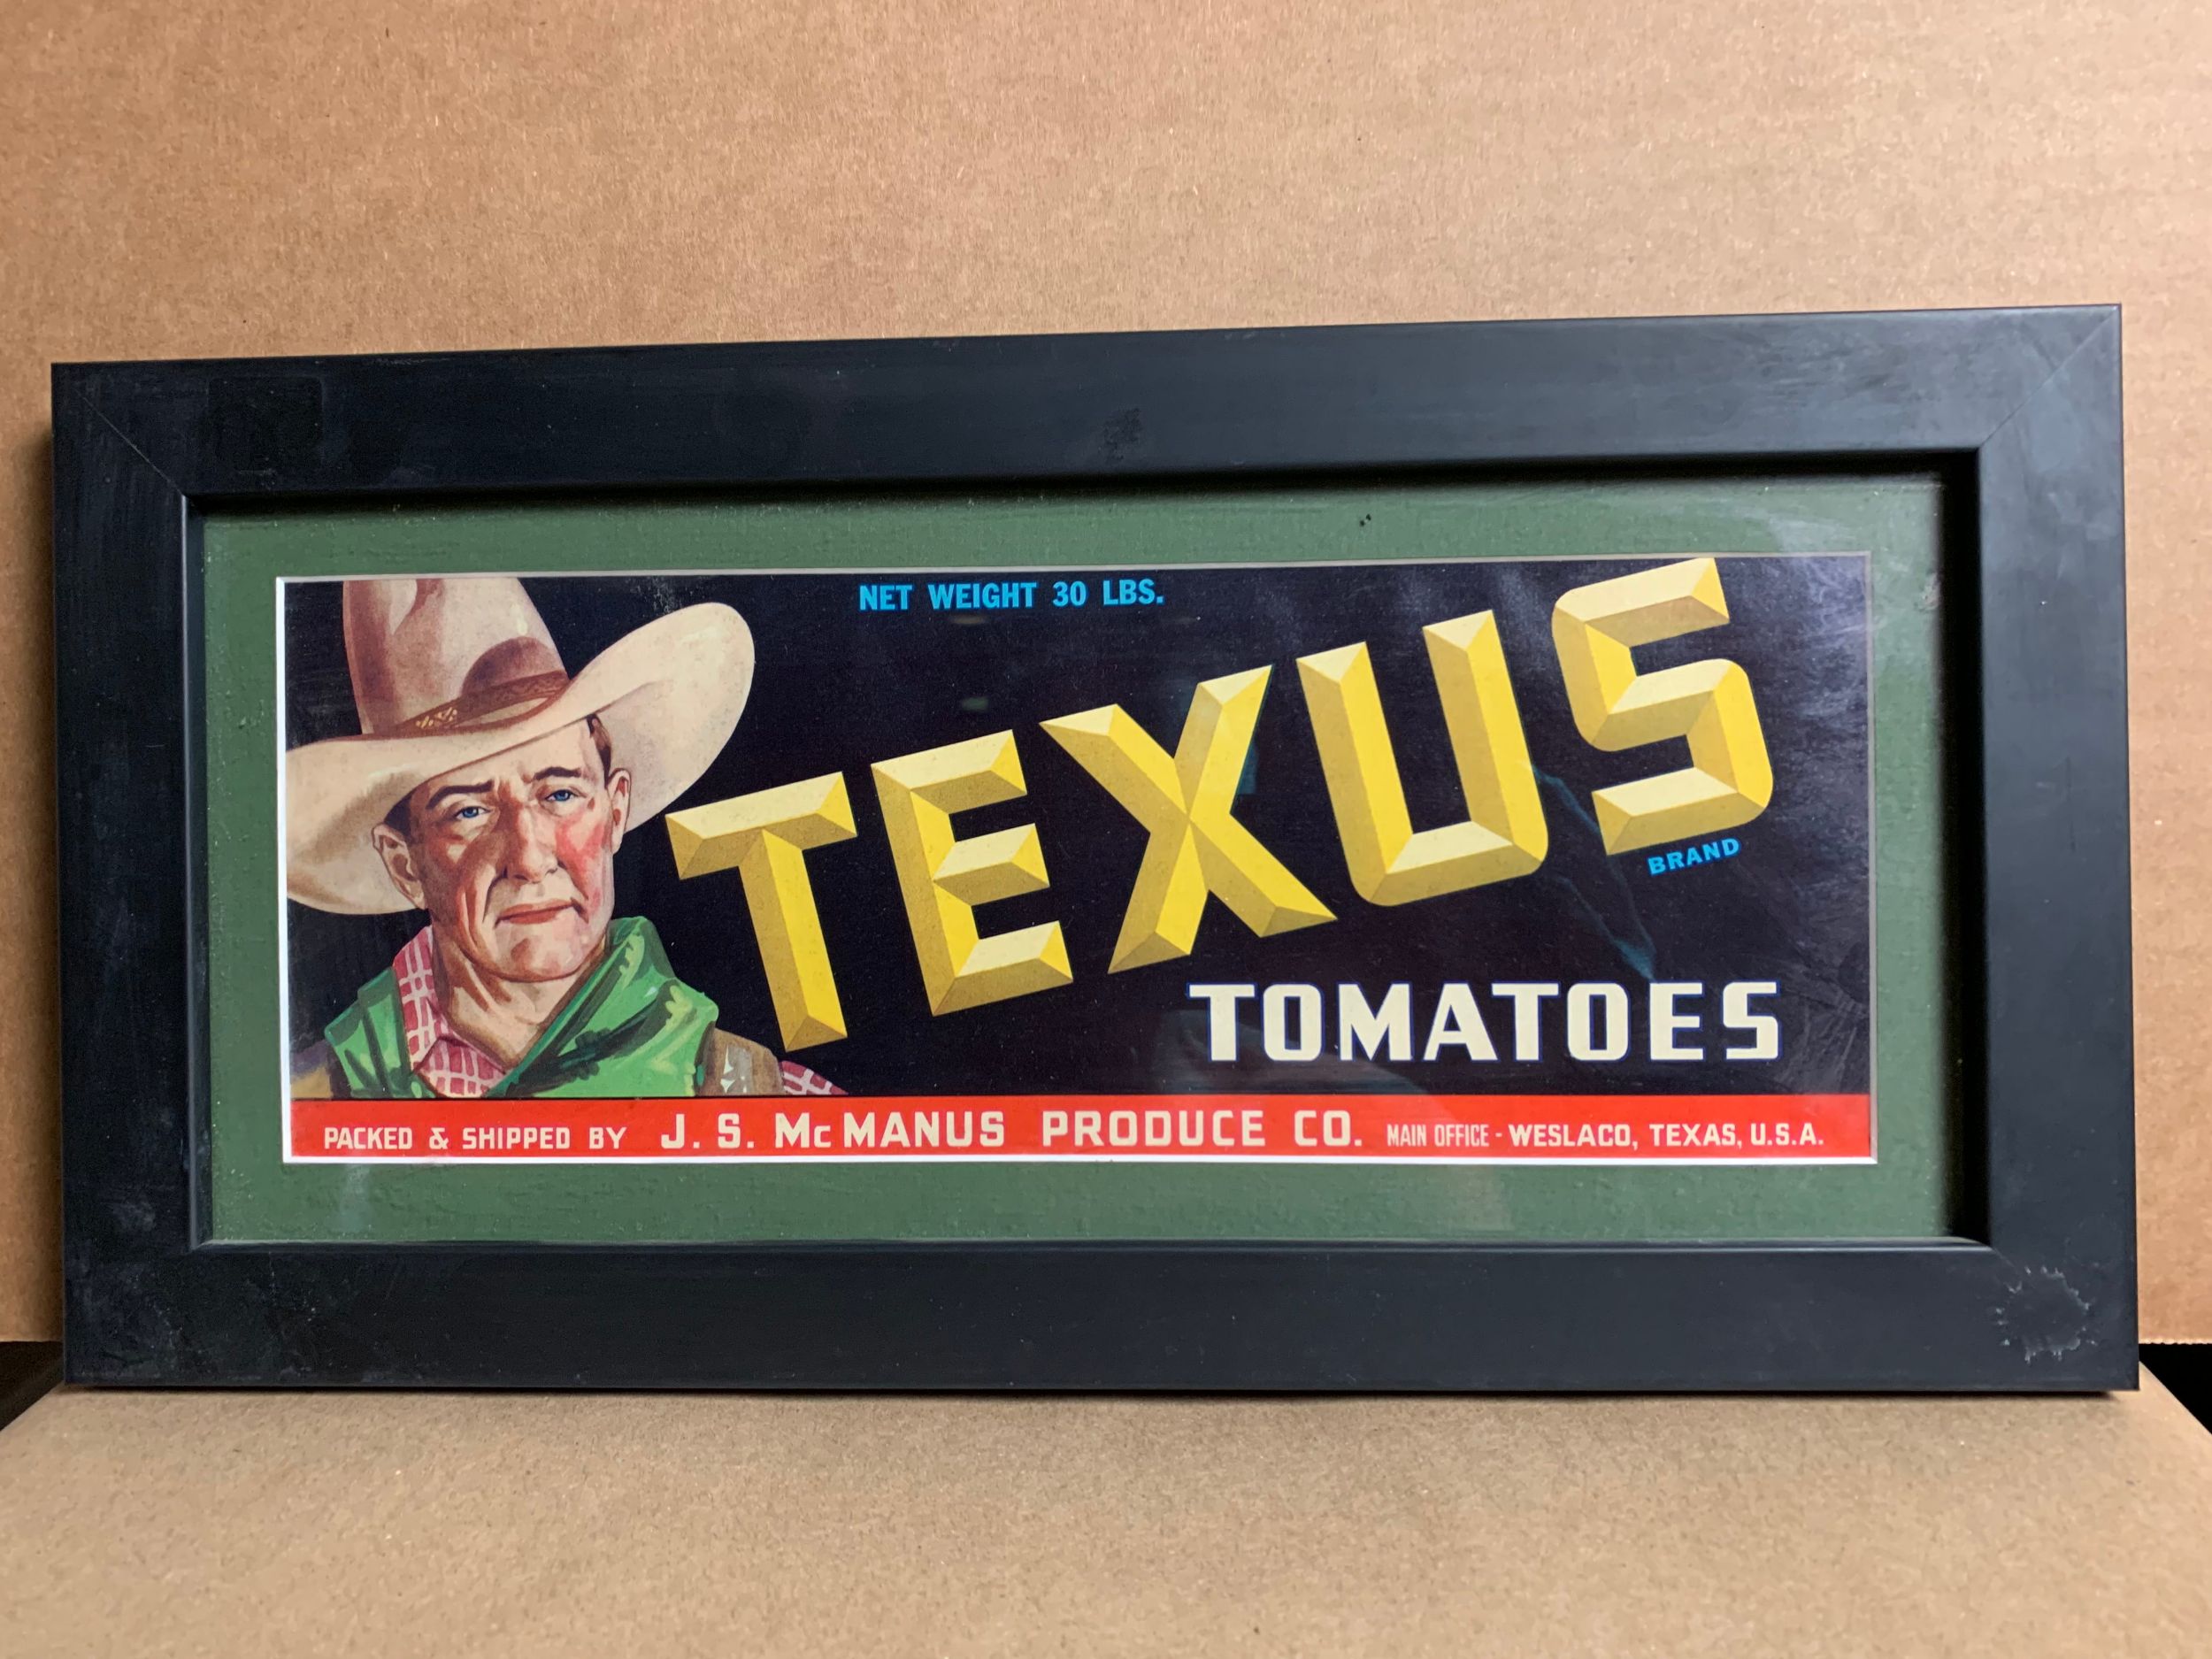 NET WEIGHT 30 LBS.
TEXUS
BRAND
TOMATOES
PACKED & SHIPPED BY J. S. McMANUS PRODUCE CO. MAIN OFFICE - WESLACO, TEXAS, U.S.A.